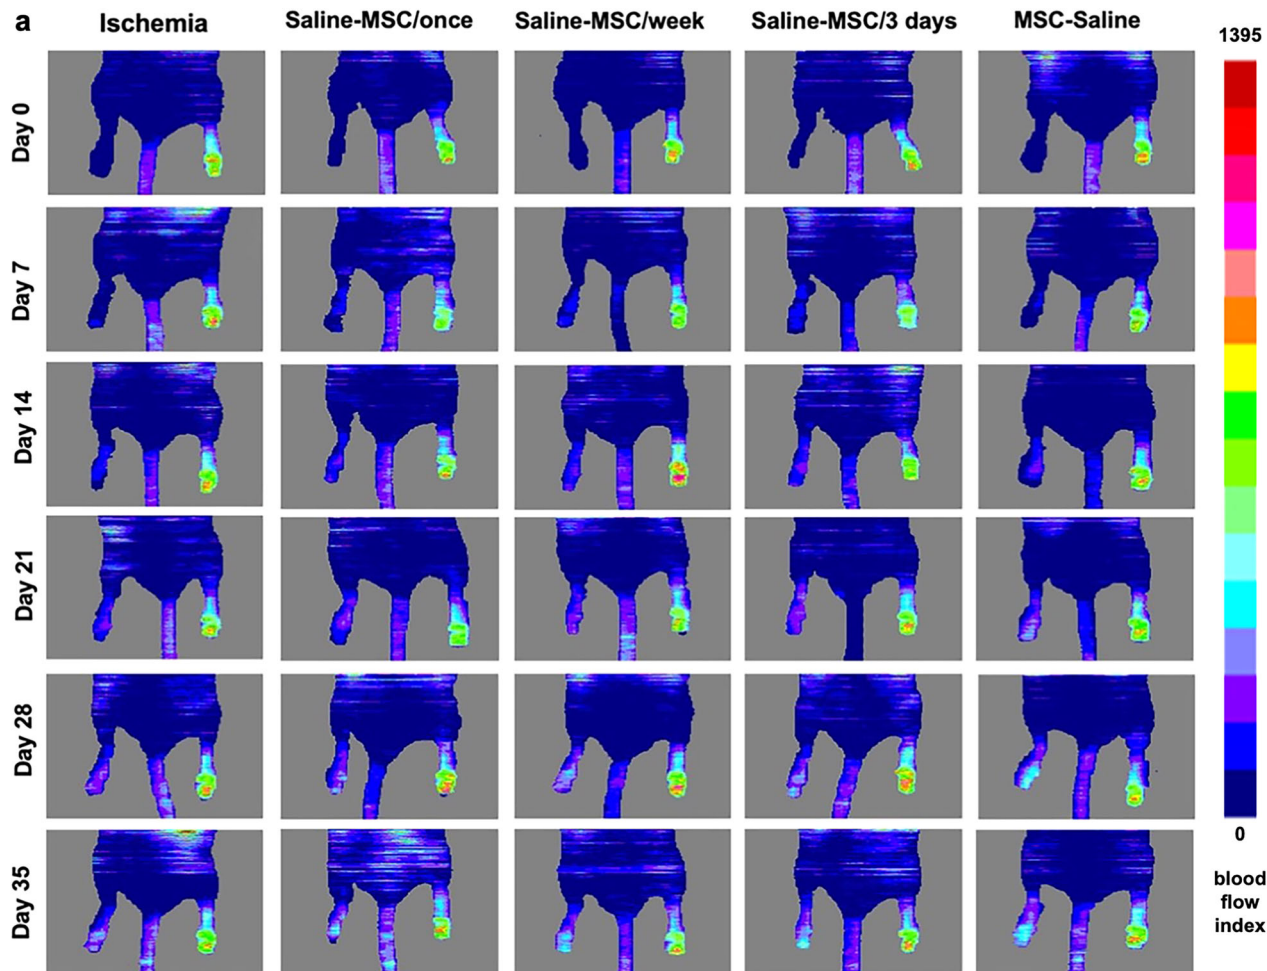 a
Ischemia
Saline-MSC/once
Saline-MSC/week
Saline-MSC/3 days
MSC-Saline
1395
Day 0
Day 7
Day 14
Day 21
Day 28
Day 35
0
blood
flow
index